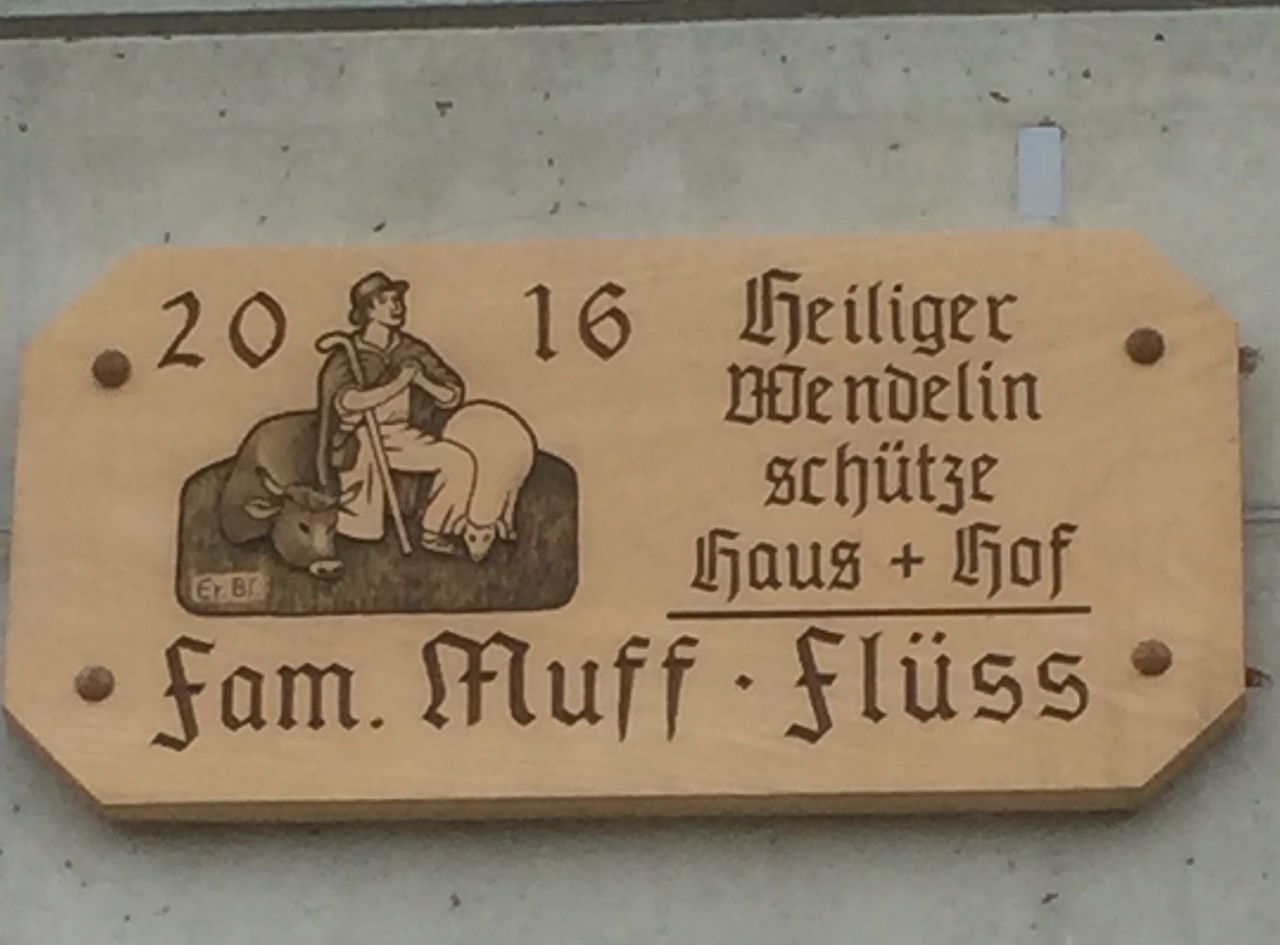 20 16
Heiliger
Wendelin
schütze
Haus + Hof
Er. Bl.
Fam. Muff · Flüss